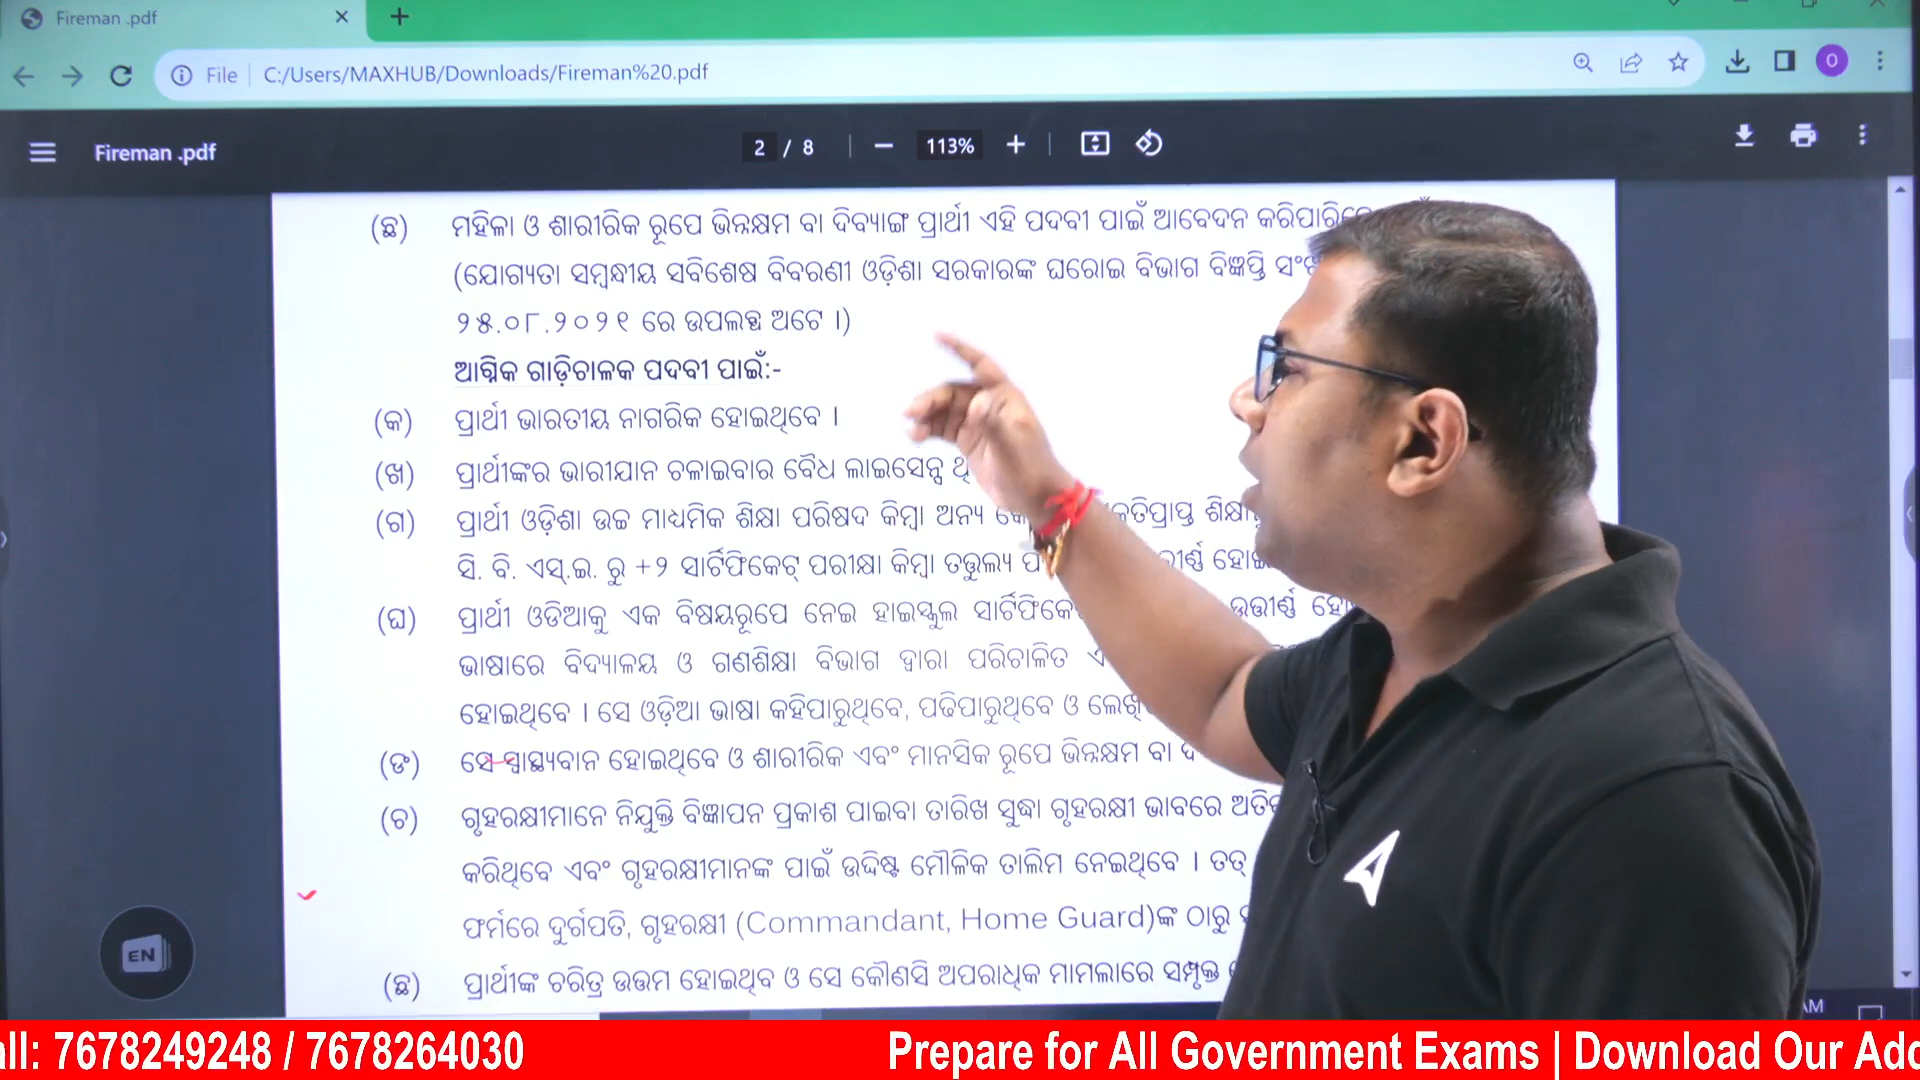 Fireman .pdf
File C:/Users/MAXHUB/Downloads/Fireman%20.pdf
O
Fireman .pdf
2 / 8
113%
(ଛ) ମହିଳା ଓ ଶାରୀରିକ ରୂପେ ଭିନ୍ନକ୍ଷମ ବା ଦିବ୍ୟାଙ୍ଗ ପ୍ରାର୍ଥୀ ଏହି ପଦବୀ ପାଇଁ ଆବେଦନ
(ଯୋଗ୍ୟତା ସମ୍ବନ୍ଧୀୟ ସବିଶେଷ ବିବରଣୀ ଓଡ଼ିଶା ସରକାରଙ୍କ ଘରୋଇ ବିଭାଗ ବିଜ୍ଞପ୍ତି
୨୫.୦୮.୨୦୨୧ ରେ ଉପଲବ୍ଧ ଅଟେ ।)
ଆଗ୍ନିକ ଗାଡ଼ିଚାଳକ ପଦବୀ ପାଇଁ:-
(କ) ପ୍ରାର୍ଥୀ ଭାରତୀୟ ନାଗରିକ ହୋଇଥିବେ ।
(ଖ) ପ୍ରାର୍ଥୀଙ୍କର ଭାରୀଯାନ ଚଳାଇବାର ବୈଧ ଲାଇସେନ୍ସ
(ଗ) ପ୍ରାର୍ଥୀ ଓଡ଼ିଶା ଉଚ୍ଚ ମାଧ୍ୟମିକ ଶିକ୍ଷା ପରିଷଦ କିମ୍ବା ଅନ୍ୟ
ସି. ବି. ଏସ୍.ଇ. ରୁ +୨ ସାର୍ଟିଫିକେଟ୍ ପରୀକ୍ଷା କିମ୍ବା ତତ୍ତୁଲ୍ୟ
(ଘ) ପ୍ରାର୍ଥୀ ଓଡିଆକୁ ଏକ ବିଷୟରୂପେ ନେଇ ହାଇସ୍କୁଲ
ଭାଷାରେ ବିଦ୍ୟାଳୟ ଓ ଗଣଶିକ୍ଷା ବିଭାଗ ଦ୍ୱାରା ପରିଚାଳିତ
ହୋଇଥିବେ । ସେ ଓଡ଼ିଆ ଭାଷା କହିପାରୁଥିବେ, ପଢିପାରୁଥିବେ ଓ
(ଙ) ସେ ସ୍ୱାସ୍ଥ୍ୟବାନ ହୋଇଥିବେ ଓ ଶାରୀରିକ ଏବଂ ମାନସିକ ରୂପେ ଭିନ୍ନକ୍ଷମ ବା
(ଚ) ଗୃହରକ୍ଷୀମାନେ ନିଯୁକ୍ତି ବିଜ୍ଞାପନ ପ୍ରକାଶ ପାଇବା ତାରିଖ ସୁଦ୍ଧା ଗୃହରକ୍ଷୀ ଭାବରେ
କରିଥିବେ ଏବଂ ଗୃହରକ୍ଷୀମାନଙ୍କ ପାଇଁ ଉଦ୍ଦିଷ୍ଟ ମୌଳିକ ତାଲିମ ନେଇଥିବେ । ତତ୍
ଫର୍ମରେ ଦୁର୍ଗପତି, ଗୃହରକ୍ଷୀ (Commandant, Home Guard)ଙ୍କ ଠାରୁ
(ଛ) ପ୍ରାର୍ଥୀଙ୍କ ଚରିତ୍ର ଉତ୍ତମ ହୋଇଥିବ ଓ ସେ କୌଣସି ଅପରାଧିକ ମାମଲାରେ ସମ୍ପୃକ୍ତ
EN
AM
all: 7678249248 / 7678264030 Prepare for All Government Exams | Download Our